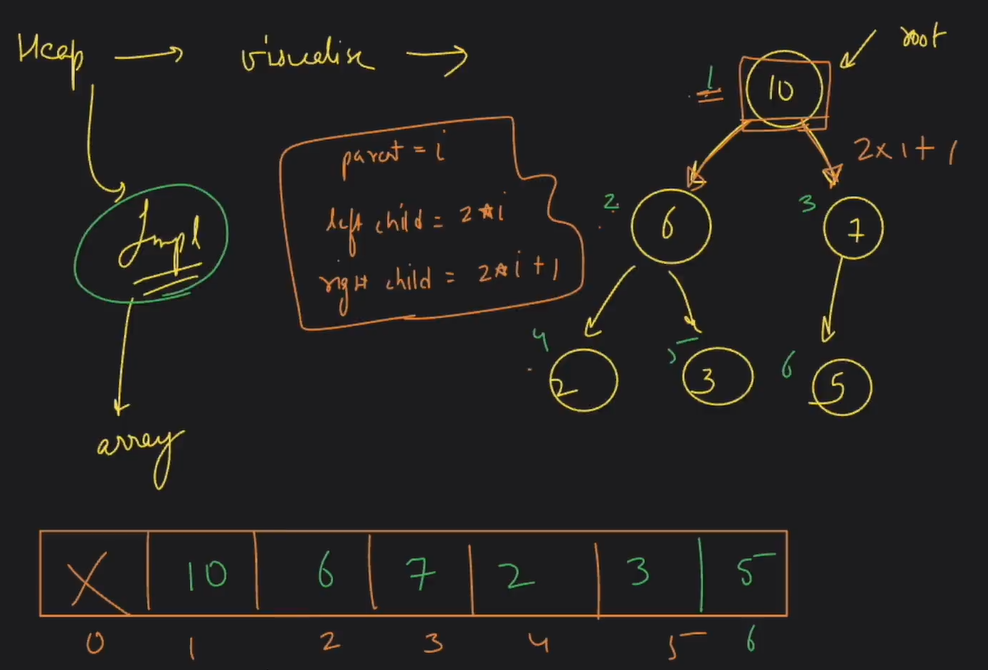 Heap → visualise →
root
1
10
2x1+1
parent = i
left child = 2*i
right child = 2*i+1
2
6
3
7
Impl
4
2
5
3
6
5
array
X 10 6 7 2 3 5
0 1 2 3 4 5 6